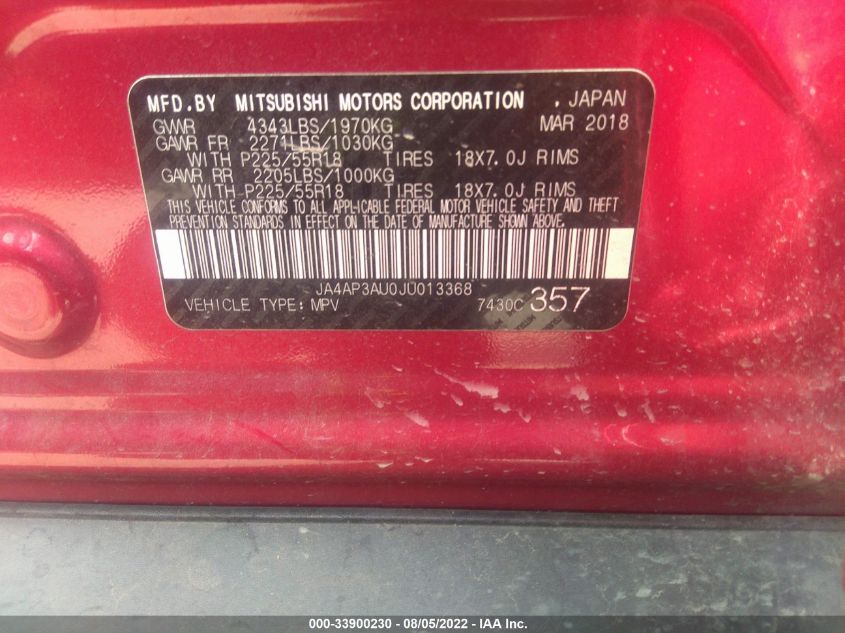 MFD.BY MITSUBISHI MOTORS CORPORATION , JAPAN
GVWR 4343LBS/1970KG MAR 2018
GAWR FR 2271LBS/1030KG
WITH P225/55R18 TIRES 18X7.0J RIMS
GAWR RR 2205LBS/1000KG
WITH P225/55R18 TIRES 18X7.0J RIMS
THIS VEHICLE CONFORMS TO ALL APPLICABLE FEDERAL MOTOR VEHICLE SAFETY AND THEFT
PREVENTION STANDARDS IN EFFECT ON THE DATE OF MANUFACTURE SHOWN ABOVE.
JA4AP3AU0JU013368
VEHICLE TYPE: MPV 7430C 357
000-33900230 - 08/05/2022 - IAA Inc.